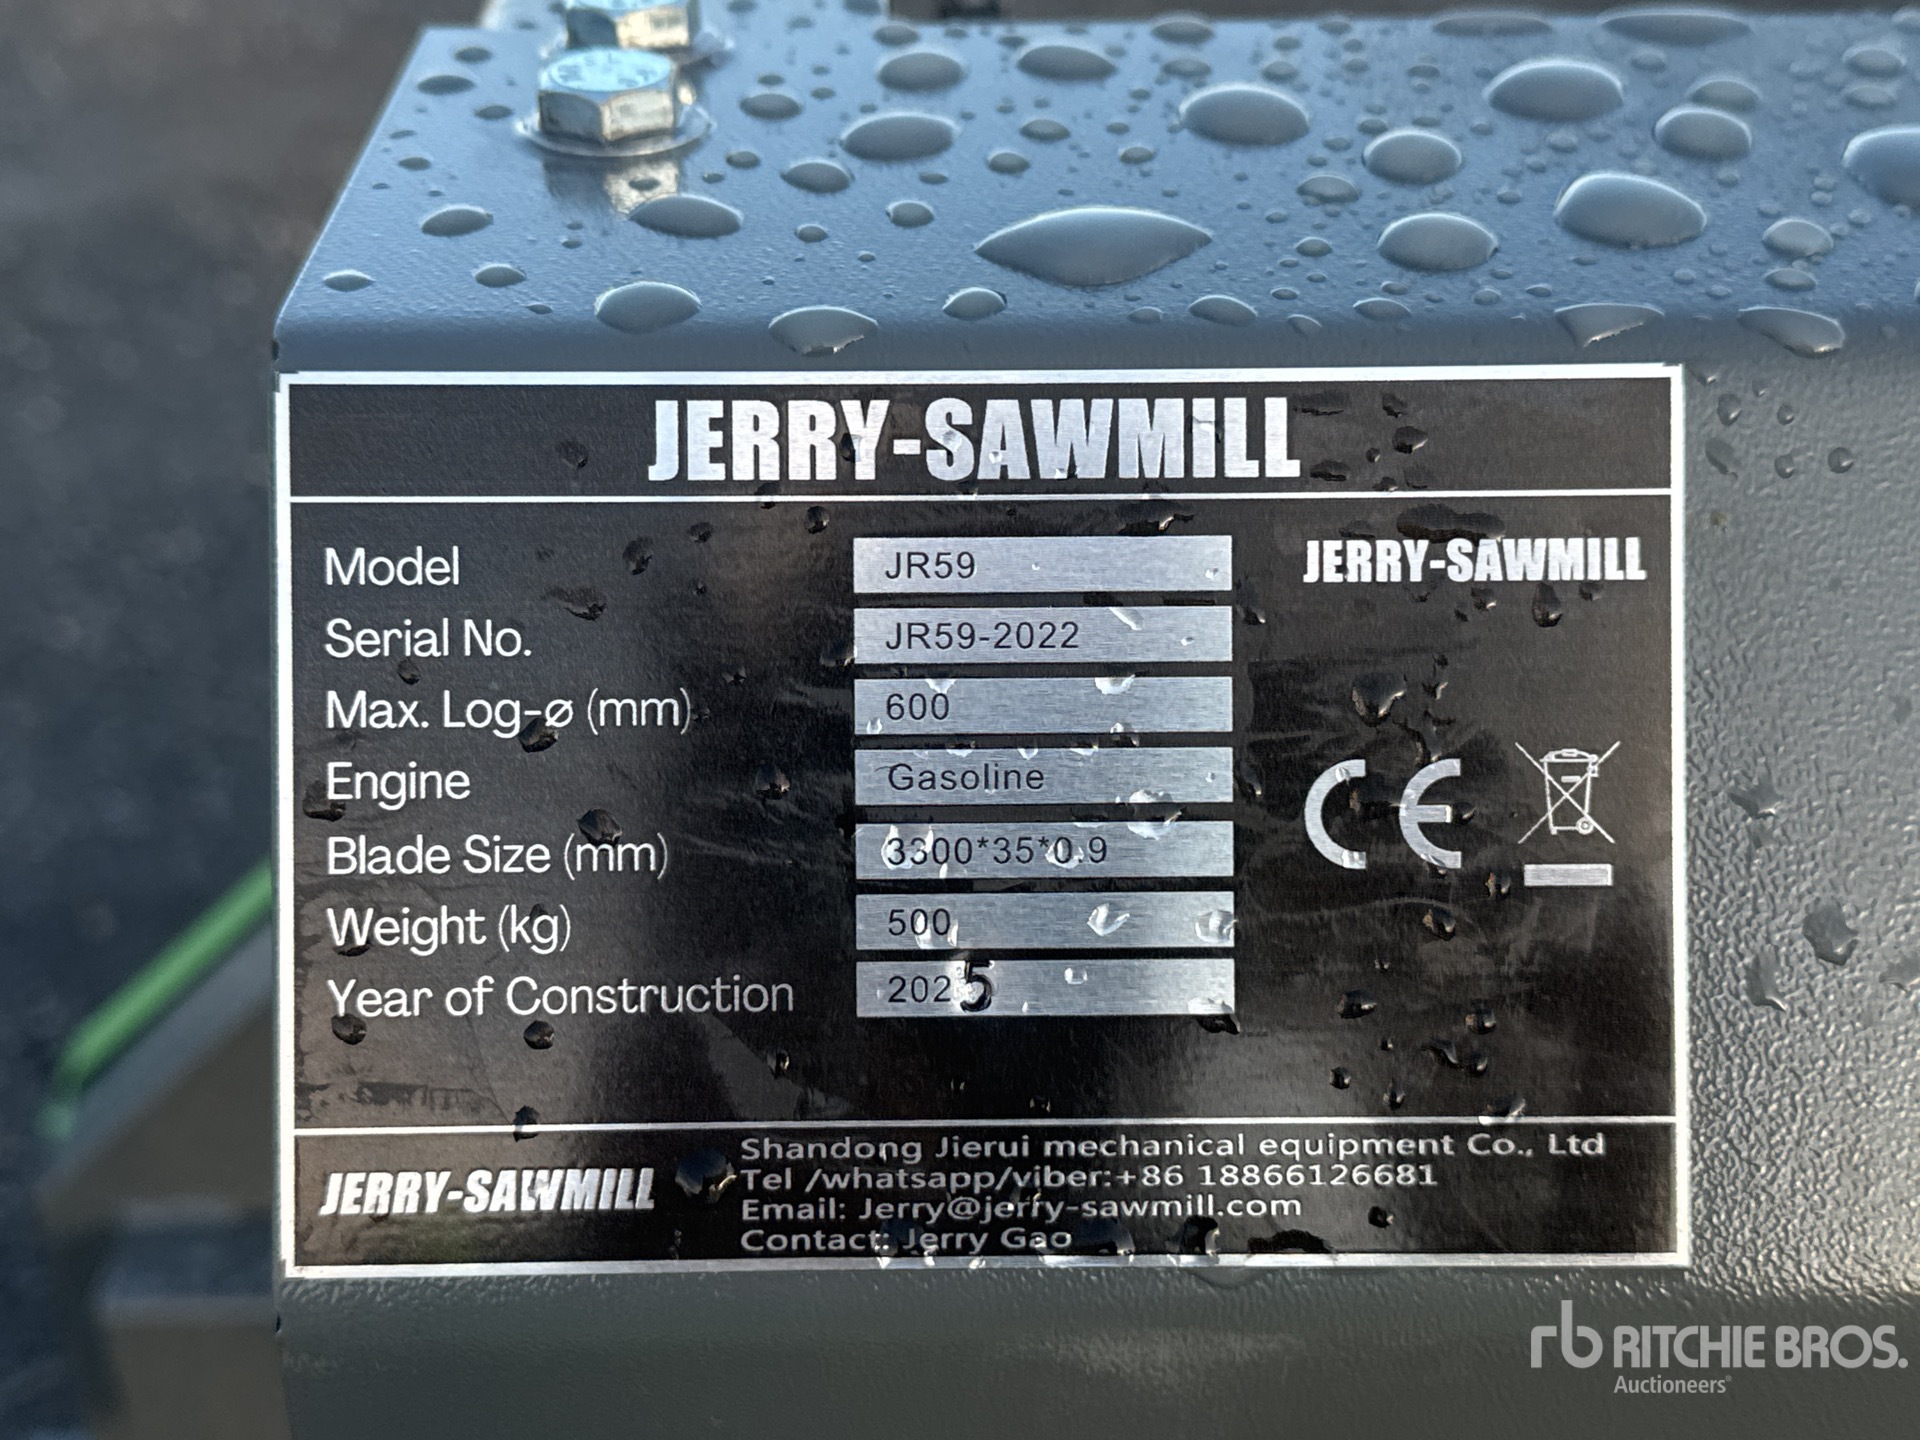 JERRY-SAWMILL
Model JR59
JERRY-SAWMILL
Serial No. JR59-2022
Max. Log-ø (mm) 600
Engine Gasoline
CE
Blade Size (mm) 3300*35*0.9
Weight (kg) 500
Year of Construction 2025
JERRY-SAWMILL
Shandong Jierui mechanical equipment Co., Ltd
Tel /whatsapp/viber:+86 18866126681
Email: Jerry@jerry-sawmill.com
Contact: Jerry Gao
rb RITCHIE BROS.
Auctioneers